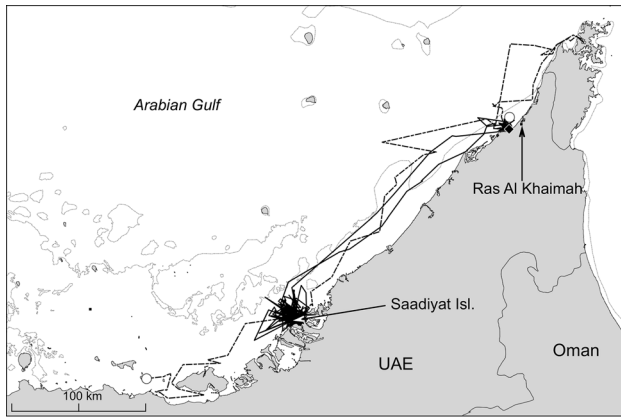 Arabian Gulf
Ras Al Khaimah
Saadiyat Isl.
UAE
Oman
100 km